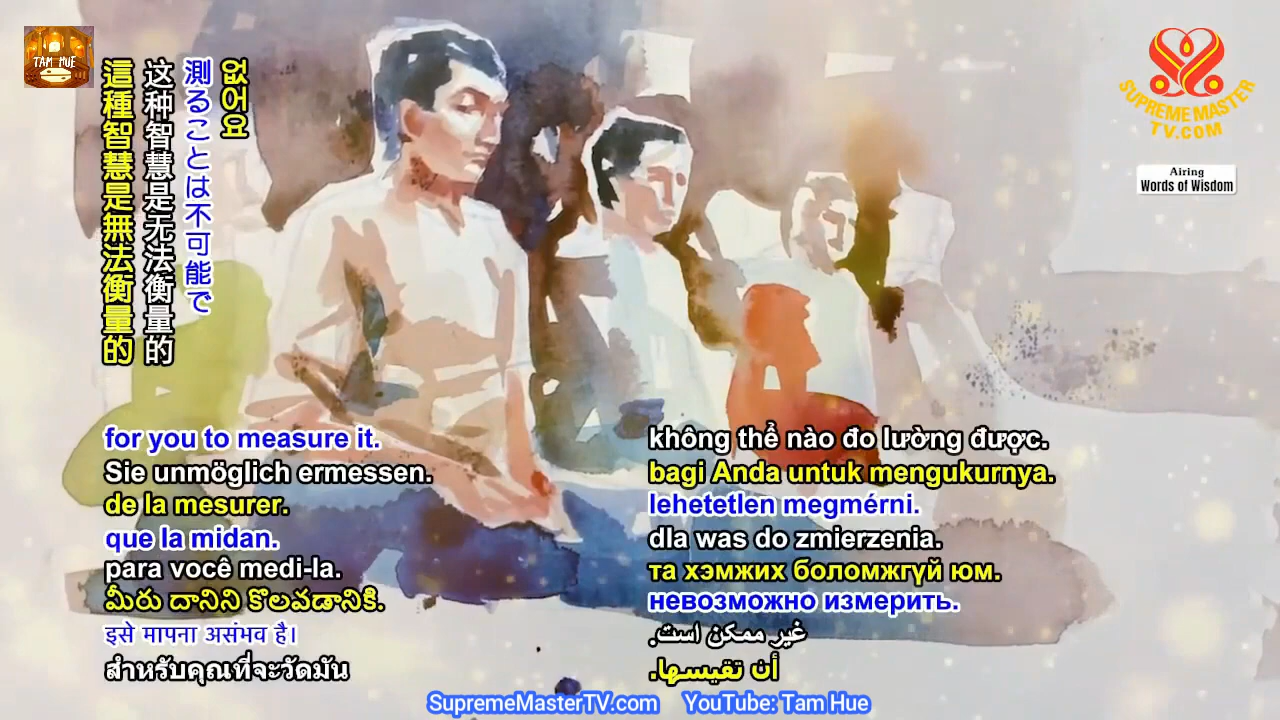 TAM HUE
這種智慧是無法衡量的
这种智慧是无法衡量的
測ることは不可能で
없어요
SUPREME MASTER
TV.COM
Airing
Words of Wisdom
for you to measure it.
Sie unmöglich ermessen.
de la mesurer.
que la midan.
para você medi-la.
మీరు దానిని కొలవడానికి.
इसे मापना असंभव है।
สำหรับคุณที่จะวัดมัน
không thể nào đo lường được.
bagi Anda untuk mengukurnya.
lehetetlen megmérni.
dla was do zmierzenia.
та хэмжих боломжгүй юм.
невозможно измерить.
غیر ممکن است.
أن تقيسها.
SupremeMasterTV.com YouTube: Tam Hue